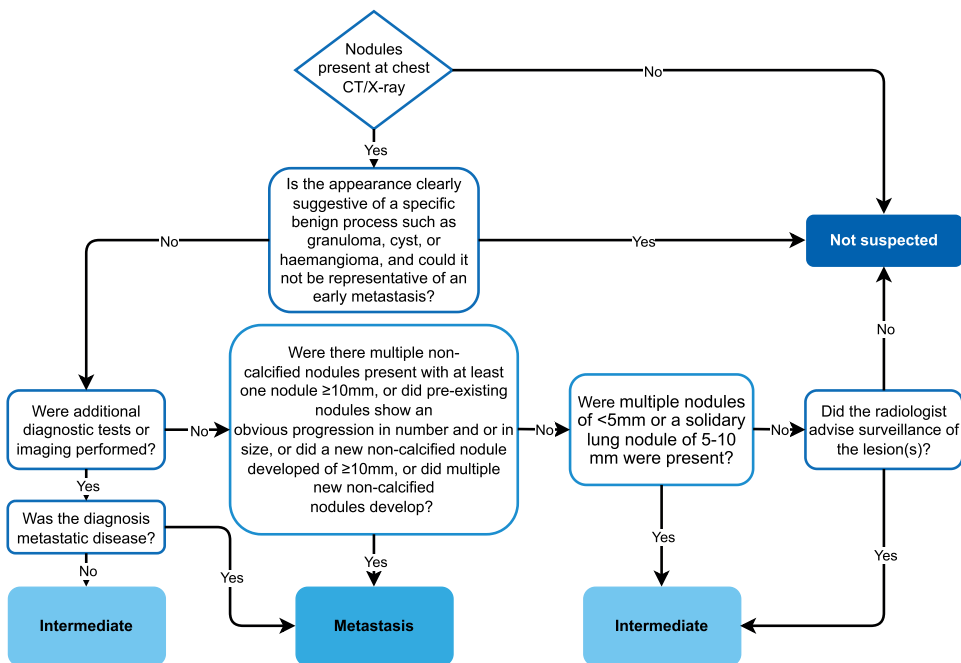 Nodules
present at chest
CT/X-ray
No
Yes
Is the appearance clearly
suggestive of a specific
benign process such as
granuloma, cyst, or
haemangioma, and could it
not be representative of an
early metastasis?
No
Yes
Not suspected
Were there multiple non-
calcified nodules present with at least
one nodule ≥10mm, or did pre-existing
nodules show an
obvious progression in number and or in
size, or did a new non-calcified nodule
developed of ≥10mm, or did multiple
new non-calcified
nodules develop?
No
Were additional
diagnostic tests or
imaging performed?
No
Were multiple nodules
of <5mm or a solidary
lung nodule of 5-10
mm were present?
No
No
Did the radiologist
advise surveillance of
the lesion(s)?
Yes
Was the diagnosis
metastatic disease?
Yes
Yes
Yes
No
Yes
Intermediate
Metastasis
Intermediate